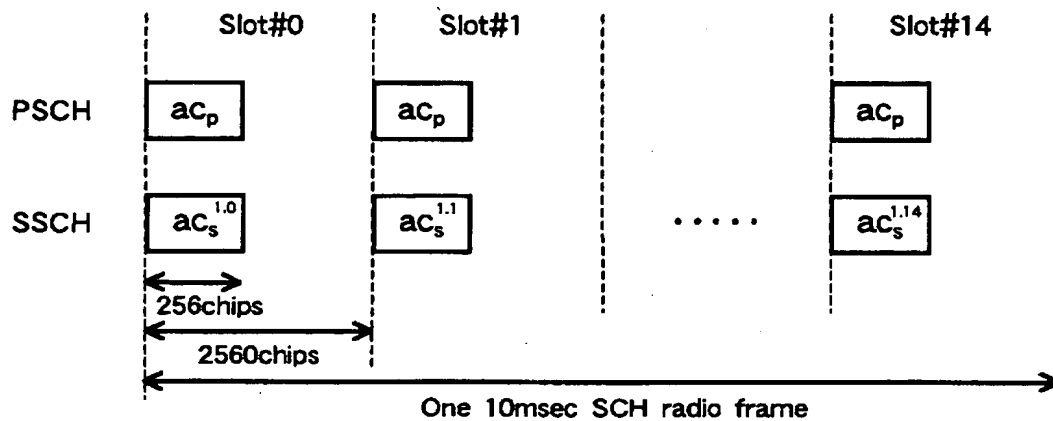 Slot#0 Slot#1 Slot#14
PSCH acp acp acp
SSCH acs1.0 acs1.1 ..... acs1.14
256chips
2560chips
One 10msec SCH radio frame